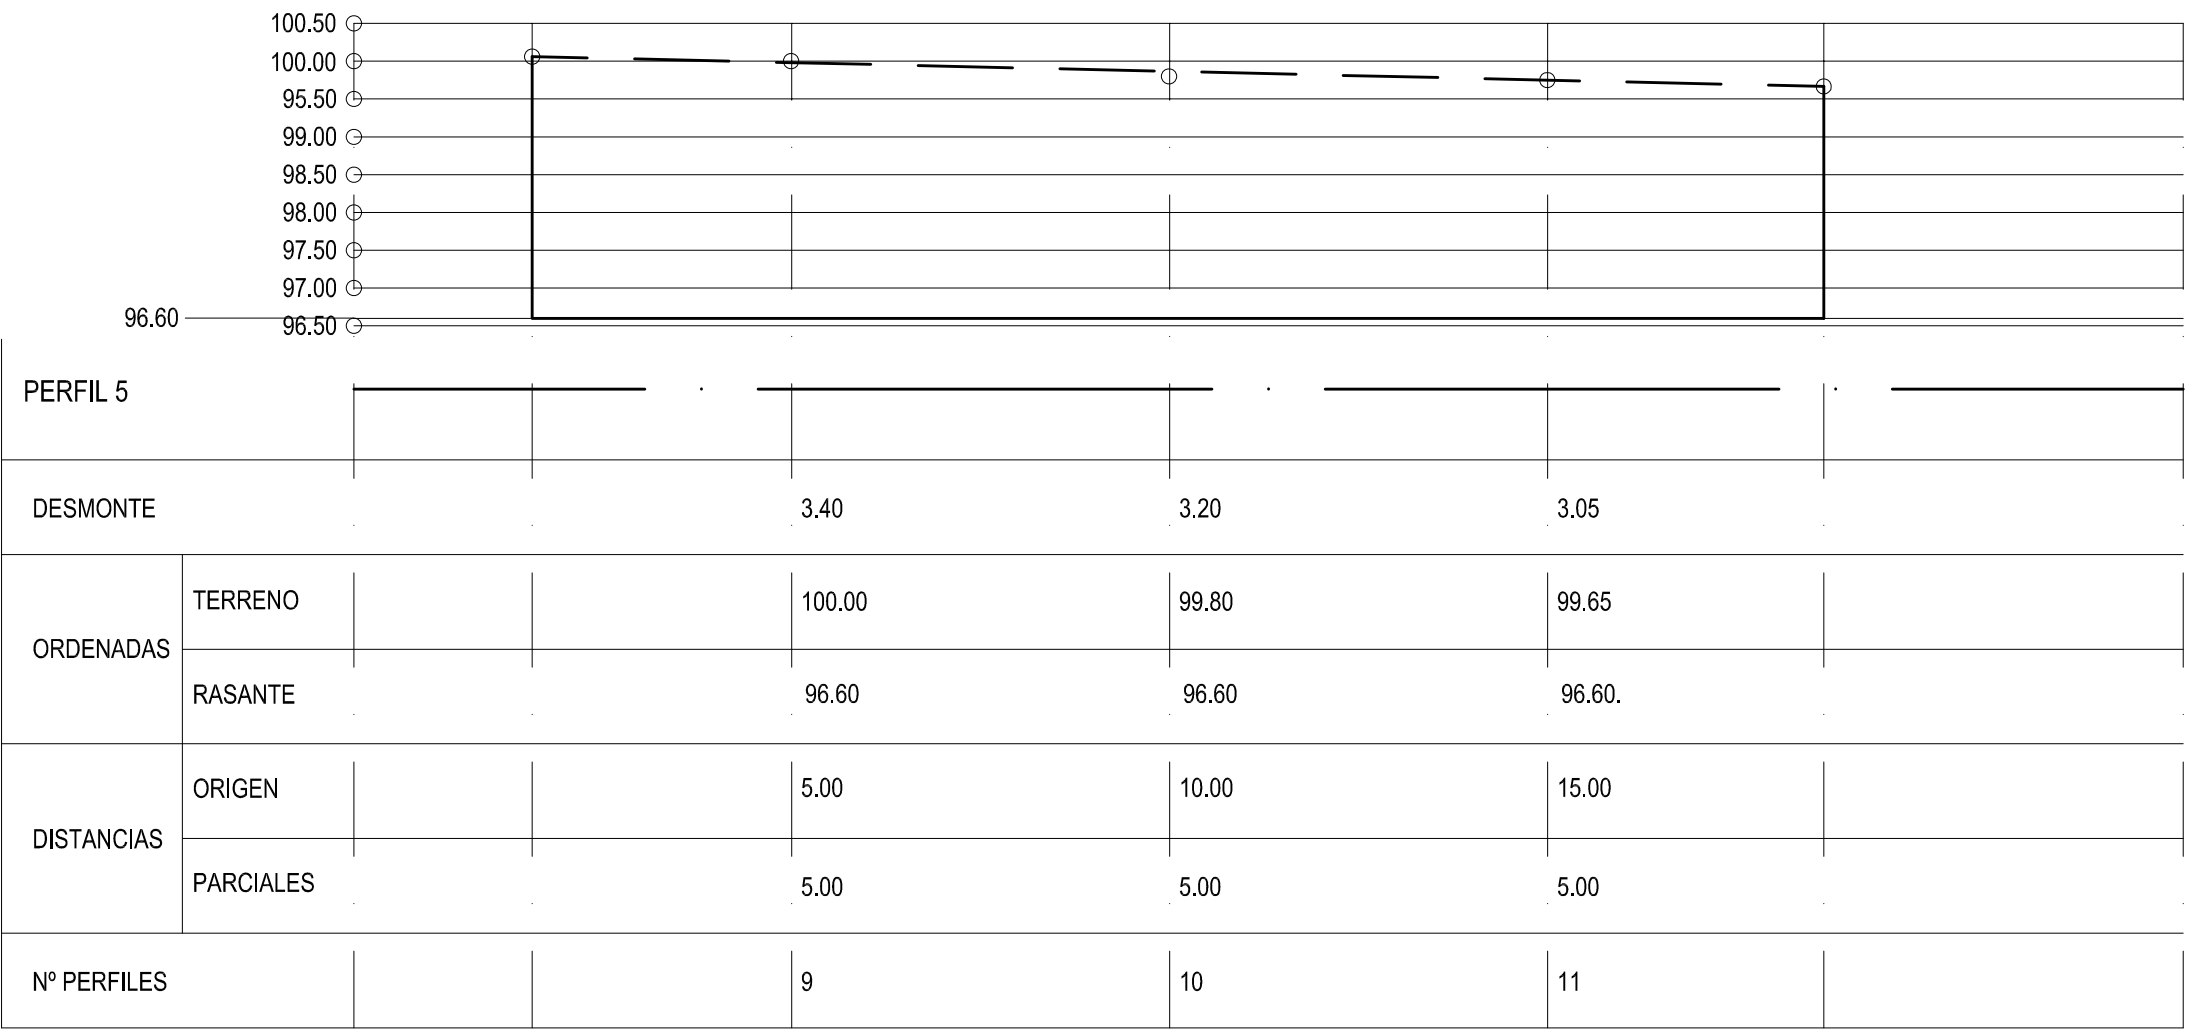 100.50
100.00
95.50
99.00
98.50
98.00
97.50
97.00
96.60
96.50
PERFIL 5
DESMONTE 3.40 3.20 3.05
ORDENADAS
TERRENO 100.00 99.80 99.65
RASANTE 96.60 96.60 96.60.
DISTANCIAS
ORIGEN 5.00 10.00 15.00
PARCIALES 5.00 5.00 5.00
Nº PERFILES 9 10 11